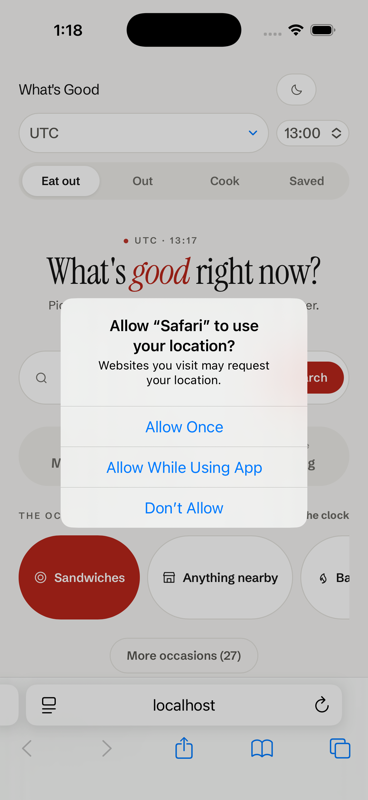 1:18
What's Good
UTC
13:00
Eat out
Out
Cook
Saved
UTC · 13:17
What's good right now?
Allow “Safari” to use
your location?
Websites you visit may request
your location.
Allow Once
Allow While Using App
Don’t Allow
he clock
Sandwiches
Anything nearby
Ba
More occasions (27)
localhost